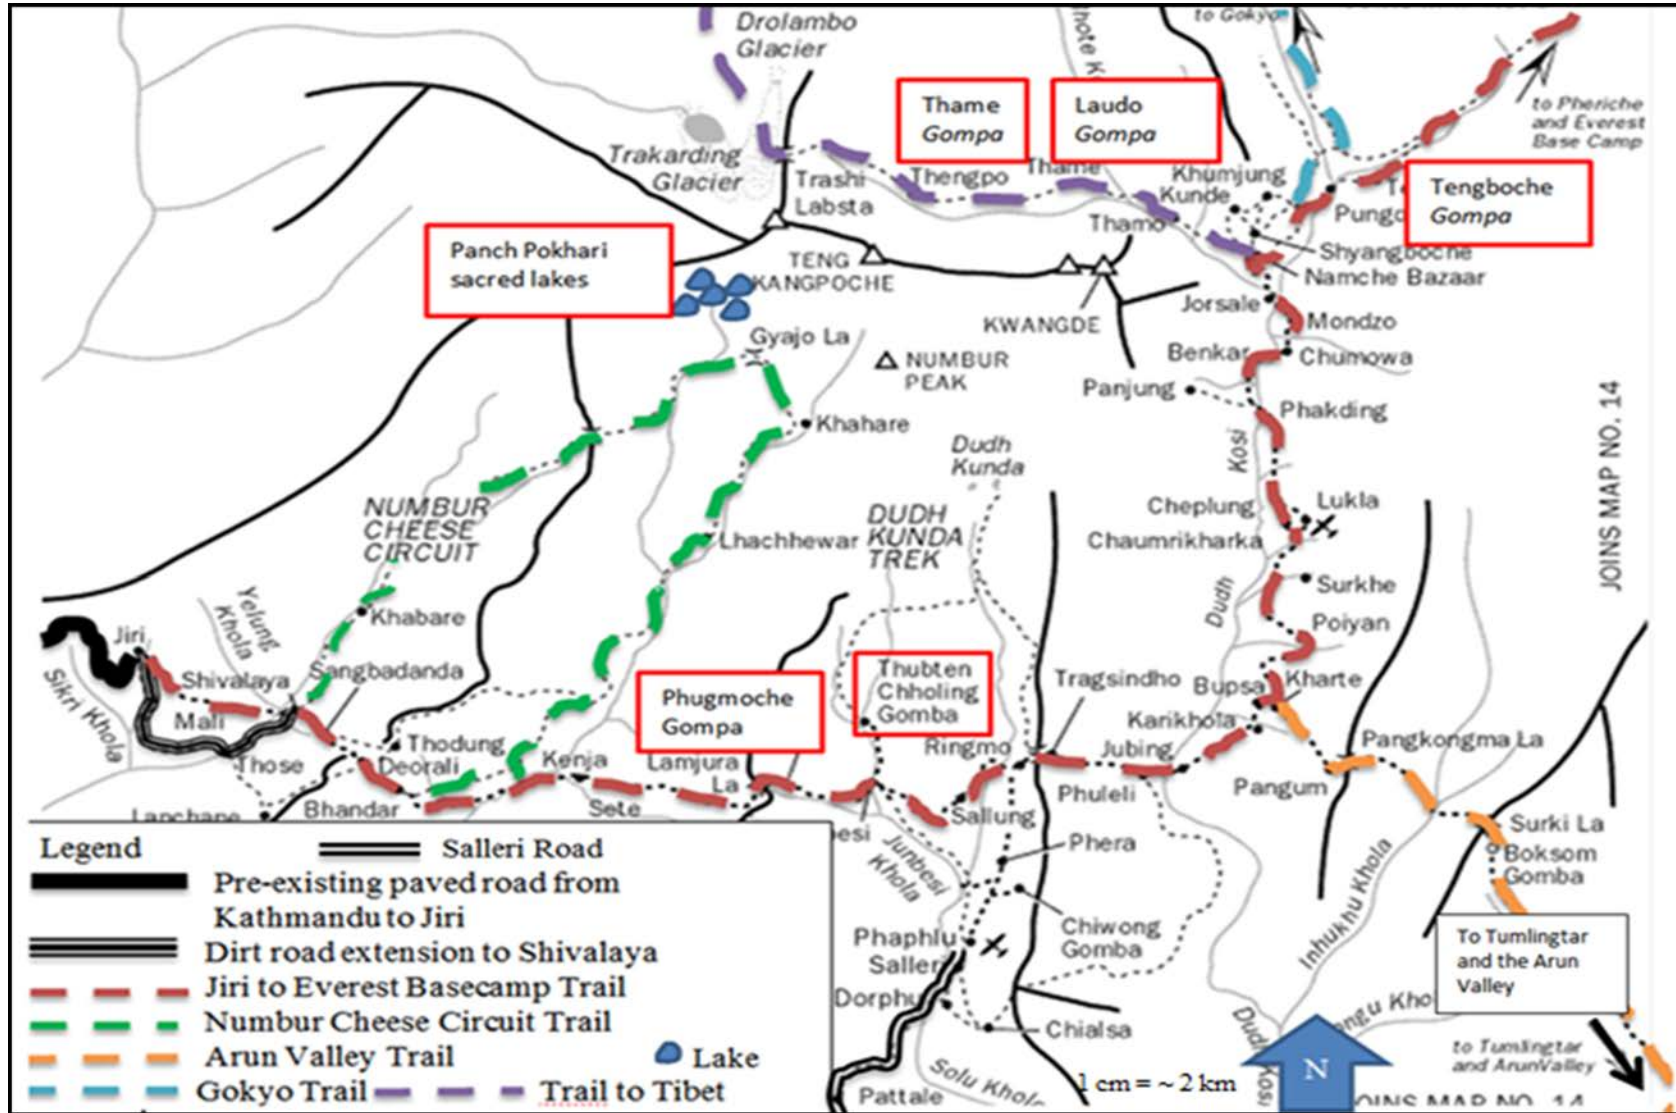 to Gokyo
Drolambo
Glacier
Thame
Gompa
Laudo
Gompa
to Pheriche
and Everest
Base Camp
Trakarding
Glacier
Trashi
Labsta
Thengpo
Thame
Khumjung
Kunde
Tengboche
Gompa
Thamo
Shyangboche
Namche Bazaar
Panch Pokhari
sacred lakes
TENG
KANGPOCHE
Jorsale
KWANGDE
Mondzo
Gyajo La
NUMBUR
PEAK
Benkar
Chumowa
Panjung
Phakding
JOINS MAP NO. 14
Khahare
Kosi
Dudh
Kunda
NUMBUR
CHEESE
CIRCUIT
DUDH
KUNDA
TREK
Cheplung
Lukla
Lhachhewar
Chaumrikharka
Surkhe
Dudh
Khabare
Yelung
Khola
Poiyan
Jiri
Sikri Khola
Shivalaya
Sangbadanda
Mali
Phugmoche
Gompa
Thubten
Chholing
Gomba
Tragsindho
Bupsa
Kharte
Karikhola
Those
Thodung
Deorali
Kenja
Lamjura
La
Ringmo
Jubing
Pangkongma La
Bhandar
Sete
Sallung
Phuleli
Pangum
Surki La
Boksom
Gomba
Phera
Junbesi
Khola
Inhukhu Khola
Chiwong
Gomba
Phaphlu
Salleri
Dorphu
Chialsa
Solu Khola
Pattale
To Tumlingtar
and the Arun
Valley
to Tumlingtar
and ArunValley
N
1 cm = ~ 2 km
Legend
Salleri Road
Pre-existing paved road from
Kathmandu to Jiri
Dirt road extension to Shivalaya
Jiri to Everest Basecamp Trail
Numbur Cheese Circuit Trail
Arun Valley Trail
Lake
Gokyo Trail
Trail to Tibet